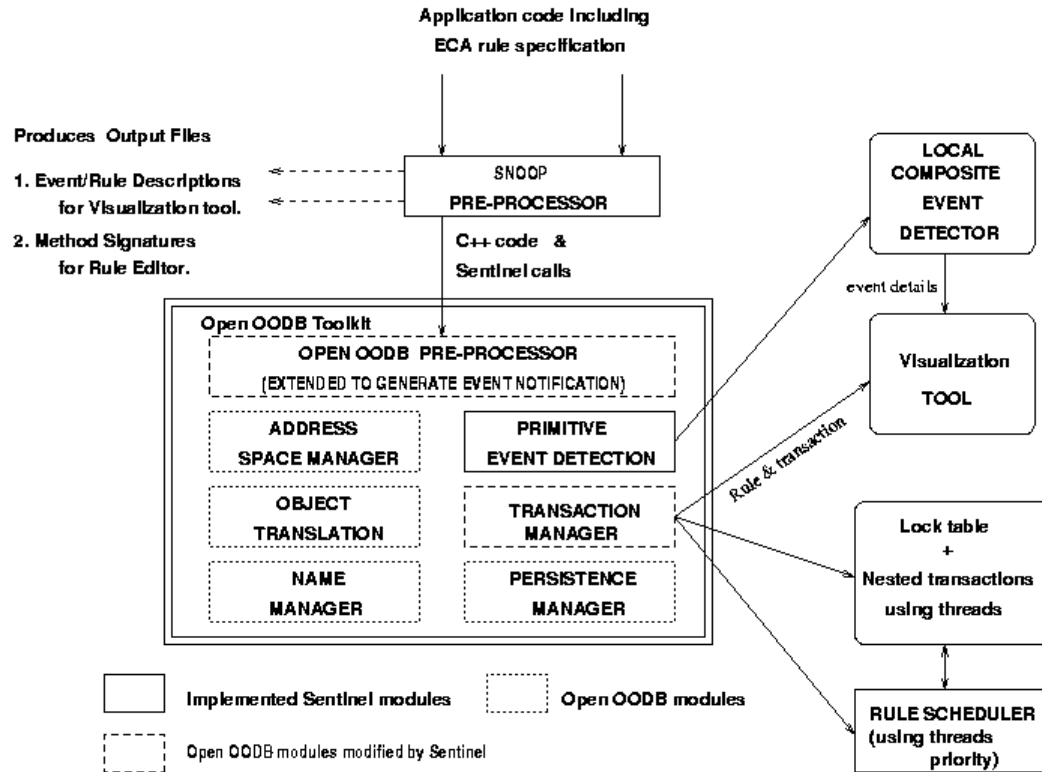 Application code including
ECA rule specification
Produces Output Files
1. Event/Rule Descriptions
for Visualization tool.
2. Method Signatures
for Rule Editor.
SNOOP
PRE-PROCESSOR
C++ code &
Sentinel calls
LOCAL
COMPOSITE
EVENT
DETECTOR
event details
Visualization
TOOL
Open OODB Toolkit
OPEN OODB PRE-PROCESSOR
(EXTENDED TO GENERATE EVENT NOTIFICATION)
ADDRESS
SPACE MANAGER
PRIMITIVE
EVENT DETECTION
OBJECT
TRANSLATION
TRANSACTION
MANAGER
NAME
MANAGER
PERSISTENCE
MANAGER
Rule & transaction
Lock table
+
Nested transactions
using threads
RULE SCHEDULER
(using threads
priority)
Implemented Sentinel modules
Open OODB modules
Open OODB modules modified by Sentinel